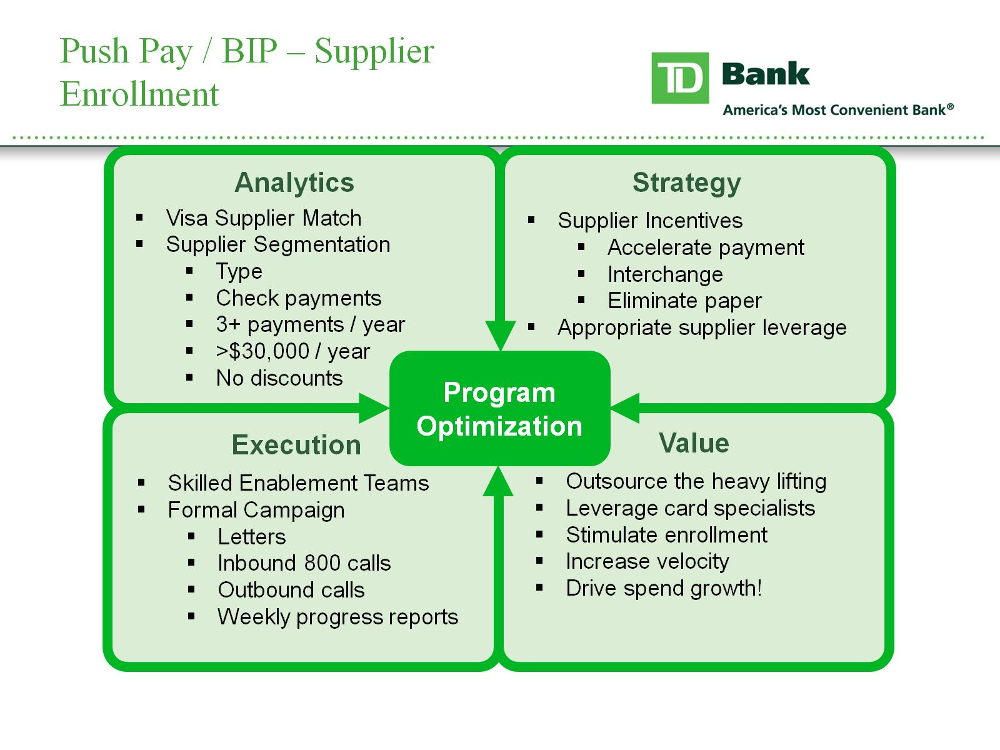 Push Pay / BIP – Supplier
Enrollment
TD Bank
America's Most Convenient Bank®
Analytics
▪ Visa Supplier Match
▪ Supplier Segmentation
▪ Type
▪ Check payments
▪ 3+ payments / year
▪ >$30,000 / year
▪ No discounts
Strategy
▪ Supplier Incentives
▪ Accelerate payment
▪ Interchange
▪ Eliminate paper
▪ Appropriate supplier leverage
Program
Optimization
Execution
▪ Skilled Enablement Teams
▪ Formal Campaign
▪ Letters
▪ Inbound 800 calls
▪ Outbound calls
▪ Weekly progress reports
Value
▪ Outsource the heavy lifting
▪ Leverage card specialists
▪ Stimulate enrollment
▪ Increase velocity
▪ Drive spend growth!